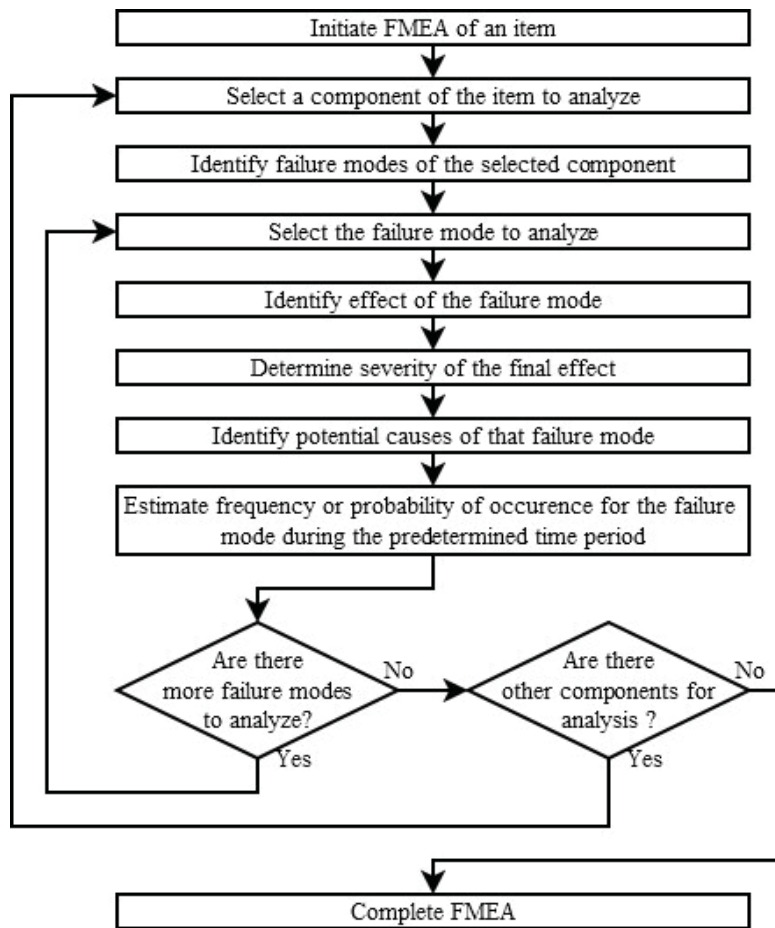 Initiate FMEA of an item
Select a component of the item to analyze
Identify failure modes of the selected component
Select the failure mode to analyze
Identify effect of the failure mode
Determine severity of the final effect
Identify potential causes of that failure mode
Estimate frequency or probability of occurence for the failure
mode during the predetermined time period
Are there
more failure modes
to analyze?
No
Yes
Are there
other components for
analysis ?
No
Yes
Complete FMEA